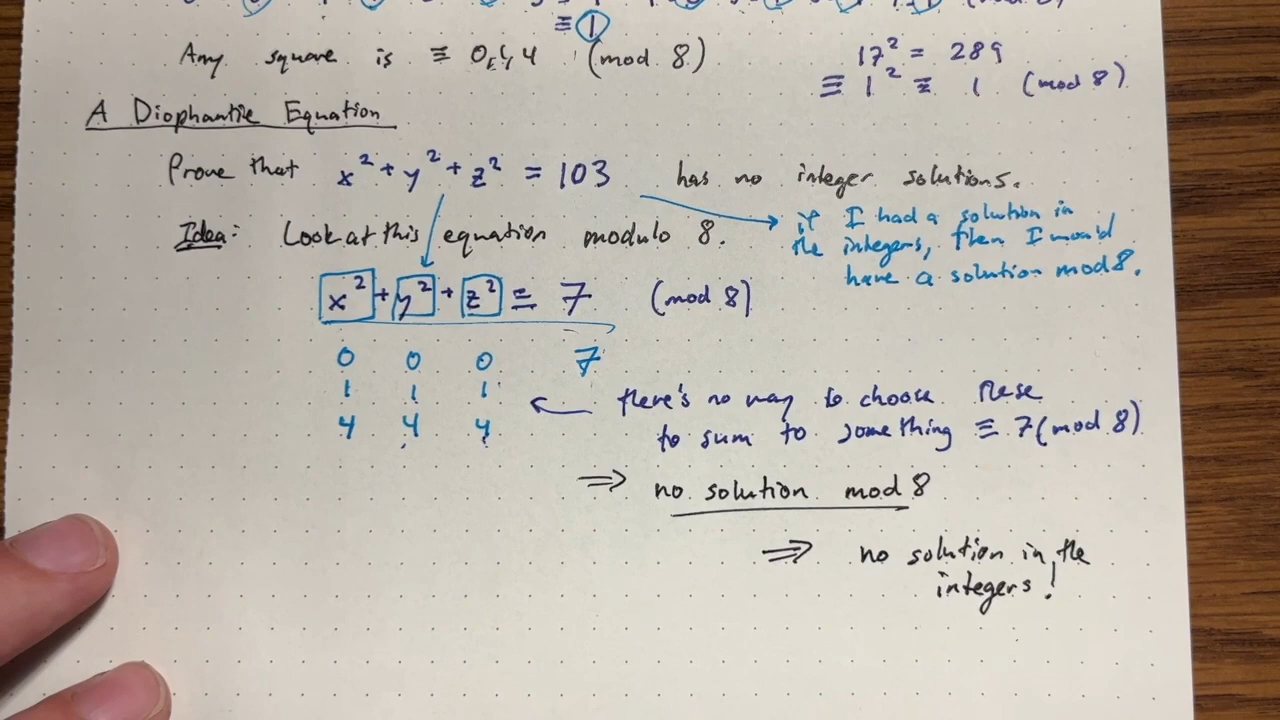 ≡ 1
Any square is ≡ 0, 1, 4 (mod 8)
17² = 289
≡ 1² ≡ 1 (mod 8)
A Diophantine Equation
Prove that x² + y² + z² = 103 has no integer solutions.
Idea: Look at this equation modulo 8.
if I had a solution in
the integers, then I would
have a solution mod 8.
x² + y² + z² ≡ 7 (mod 8)
0 0 0 7
1 1 1
4 4 4
there's no way to choose these
to sum to something ≡ 7 (mod 8)
⇒ no solution mod 8
⇒ no solution in the
integers!